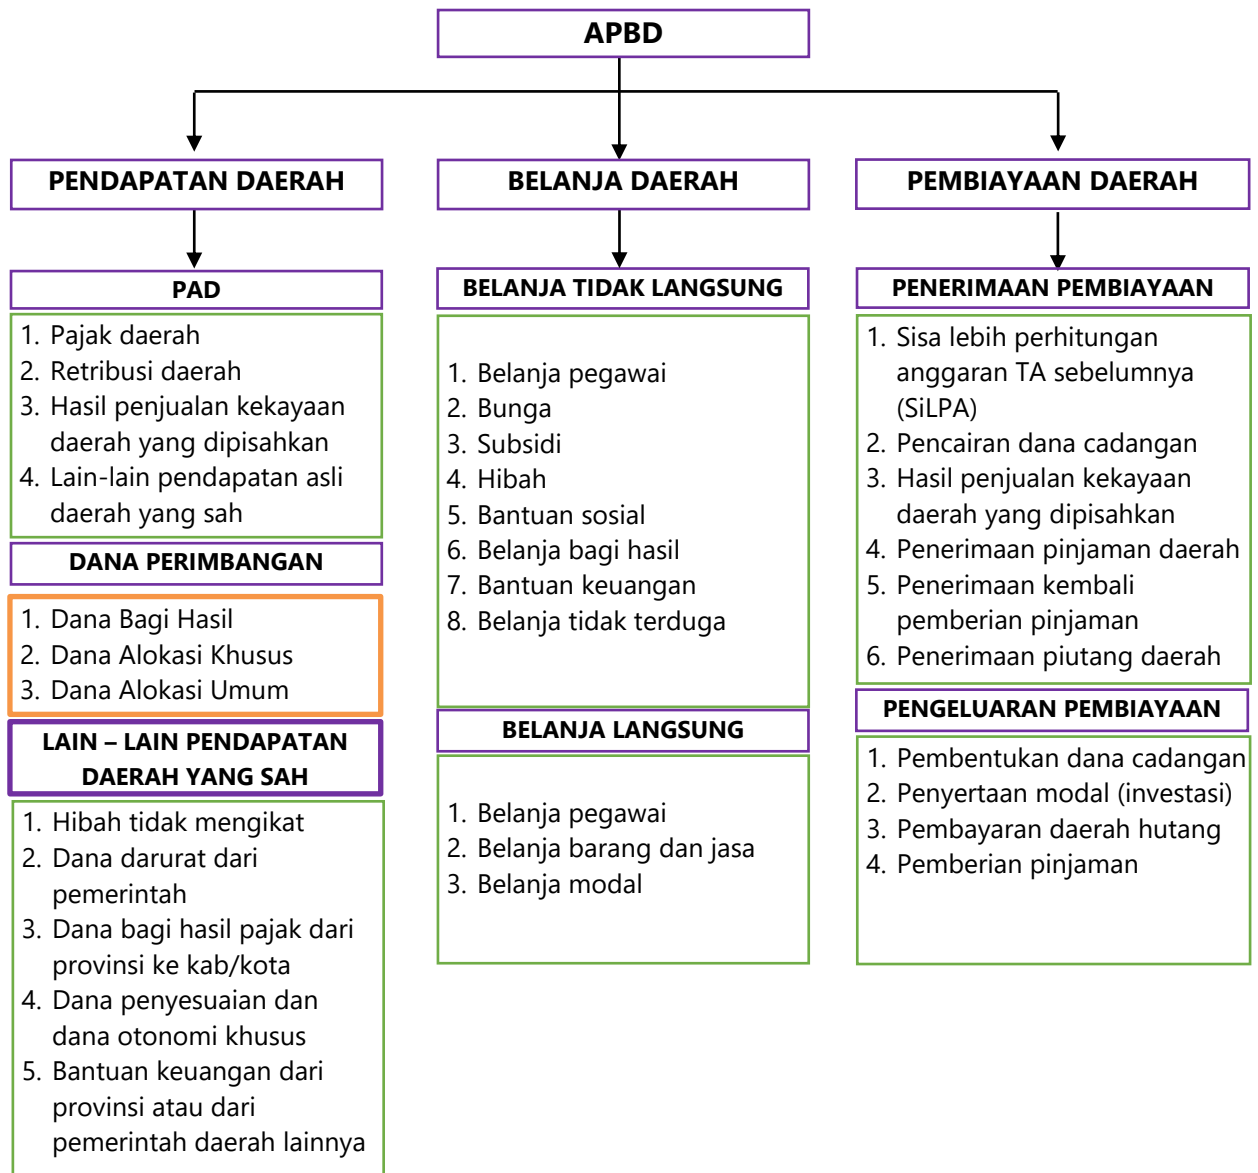 APBD
PENDAPATAN DAERAH
PAD
1. Pajak daerah
2. Retribusi daerah
3. Hasil penjualan kekayaan
daerah yang dipisahkan
4. Lain-lain pendapatan asli
daerah yang sah
DANA PERIMBANGAN
1. Dana Bagi Hasil
2. Dana Alokasi Khusus
3. Dana Alokasi Umum
LAIN – LAIN PENDAPATAN
DAERAH YANG SAH
1. Hibah tidak mengikat
2. Dana darurat dari
pemerintah
3. Dana bagi hasil pajak dari
provinsi ke kab/kota
4. Dana penyesuaian dan
dana otonomi khusus
5. Bantuan keuangan dari
provinsi atau dari
pemerintah daerah lainnya
BELANJA DAERAH
BELANJA TIDAK LANGSUNG
1. Belanja pegawai
2. Bunga
3. Subsidi
4. Hibah
5. Bantuan sosial
6. Belanja bagi hasil
7. Bantuan keuangan
8. Belanja tidak terduga
BELANJA LANGSUNG
1. Belanja pegawai
2. Belanja barang dan jasa
3. Belanja modal
PEMBIAYAAN DAERAH
PENERIMAAN PEMBIAYAAN
1. Sisa lebih perhitungan
anggaran TA sebelumnya
(SiLPA)
2. Pencairan dana cadangan
3. Hasil penjualan kekayaan
daerah yang dipisahkan
4. Penerimaan pinjaman daerah
5. Penerimaan kembali
pemberian pinjaman
6. Penerimaan piutang daerah
PENGELUARAN PEMBIAYAAN
1. Pembentukan dana cadangan
2. Penyertaan modal (investasi)
3. Pembayaran daerah hutang
4. Pemberian pinjaman